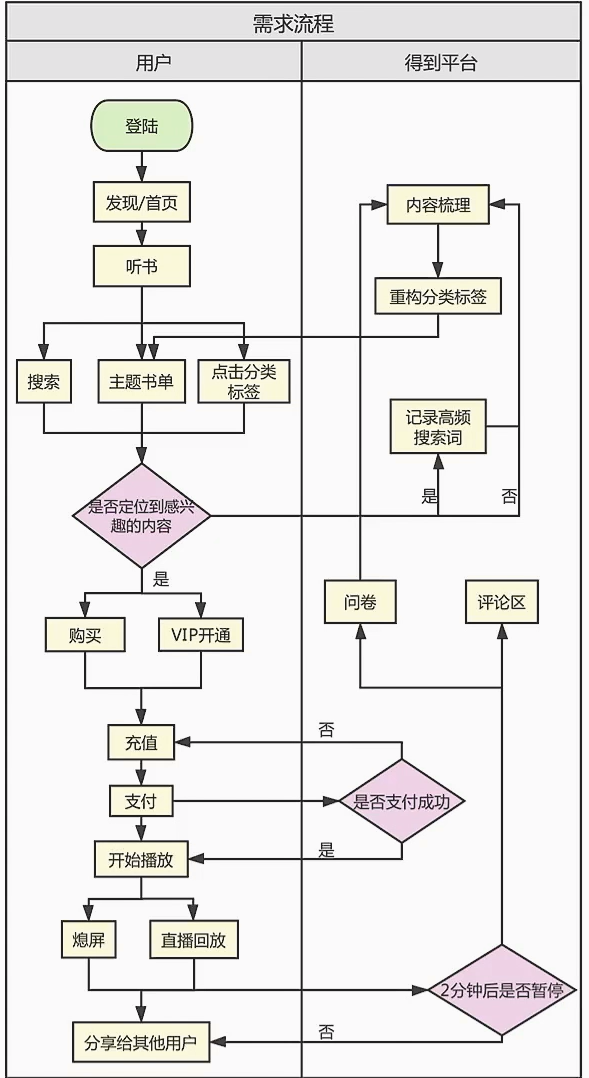 需求流程
用户
得到平台
登陆
发现/首页
内容梳理
听书
重构分类标签
搜索
主题书单
点击分类
标签
记录高频
搜索词
是
否
是否定位到感兴
趣的内容
是
问卷
评论区
购买
VIP开通
否
充值
支付
是否支付成功
是
开始播放
熄屏
直播回放
2分钟后是否暂停
否
分享给其他用户